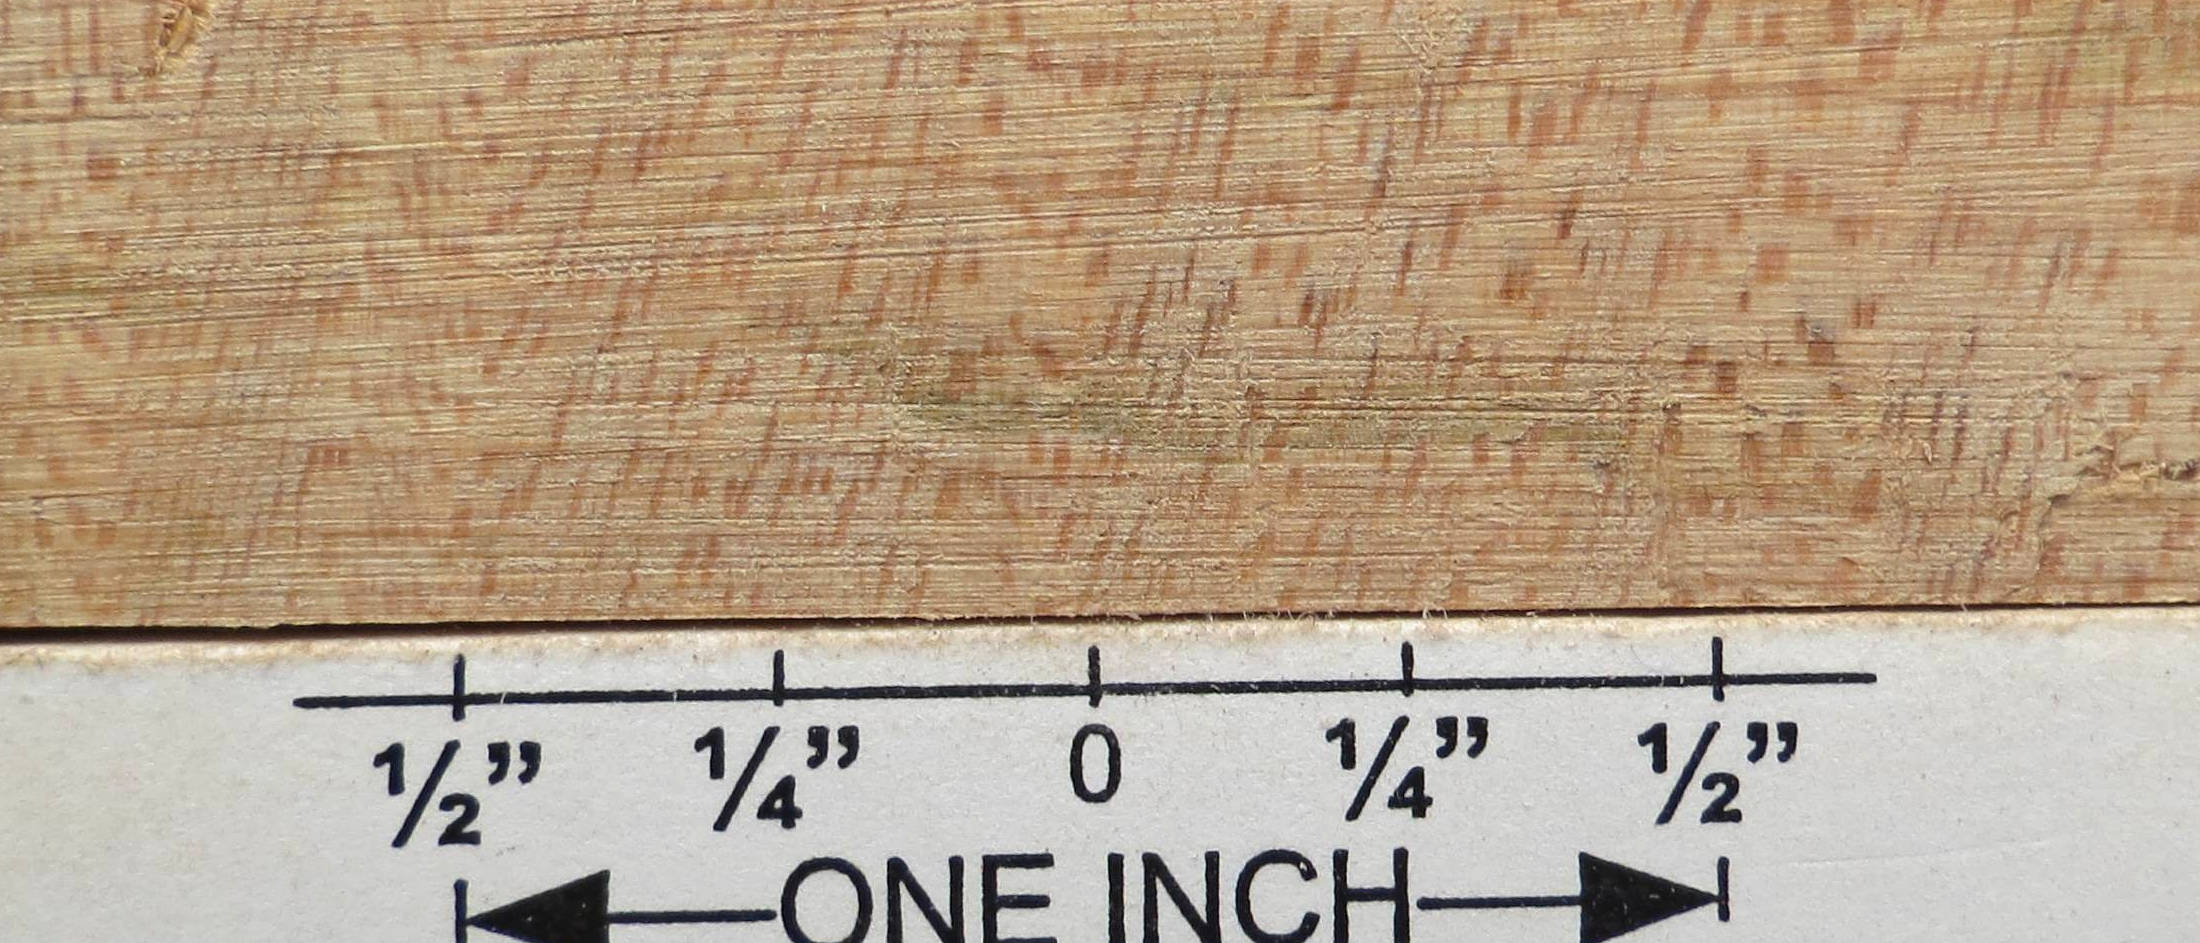 ½” ¼” 0 ¼” ½”
ONE INCH